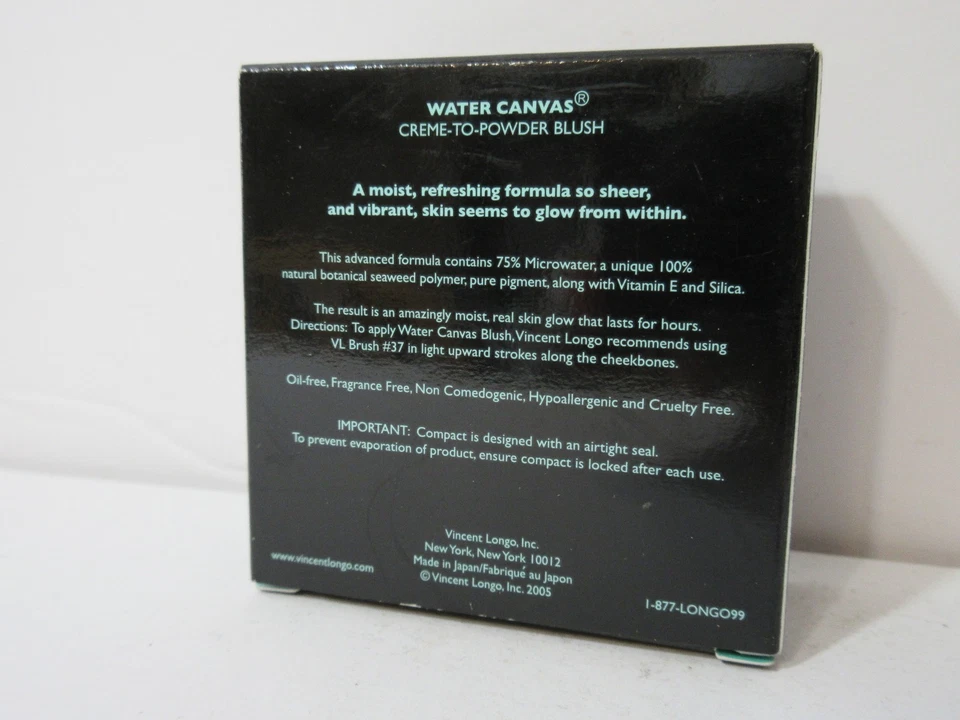 WATER CANVAS®
CREME-TO-POWDER BLUSH
A moist, refreshing formula so sheer,
and vibrant, skin seems to glow from within.
This advanced formula contains 75% Microwater, a unique 100%
natural botanical seaweed polymer, pure pigment, along with Vitamin E and Silica.
The result is an amazingly moist, real skin glow that lasts for hours.
Directions: To apply Water Canvas Blush, Vincent Longo recommends using
VL Brush #37 in light upward strokes along the cheekbones.
Oil-free, Fragrance Free, Non Comedogenic, Hypoallergenic and Cruelty Free.
IMPORTANT: Compact is designed with an airtight seal.
To prevent evaporation of product, ensure compact is locked after each use.
Vincent Longo, Inc.
New York, New York 10012
Made in Japan/Fabriqué au Japon
© Vincent Longo, Inc. 2005
www.vincentlongo.com
1-877-LONGO99